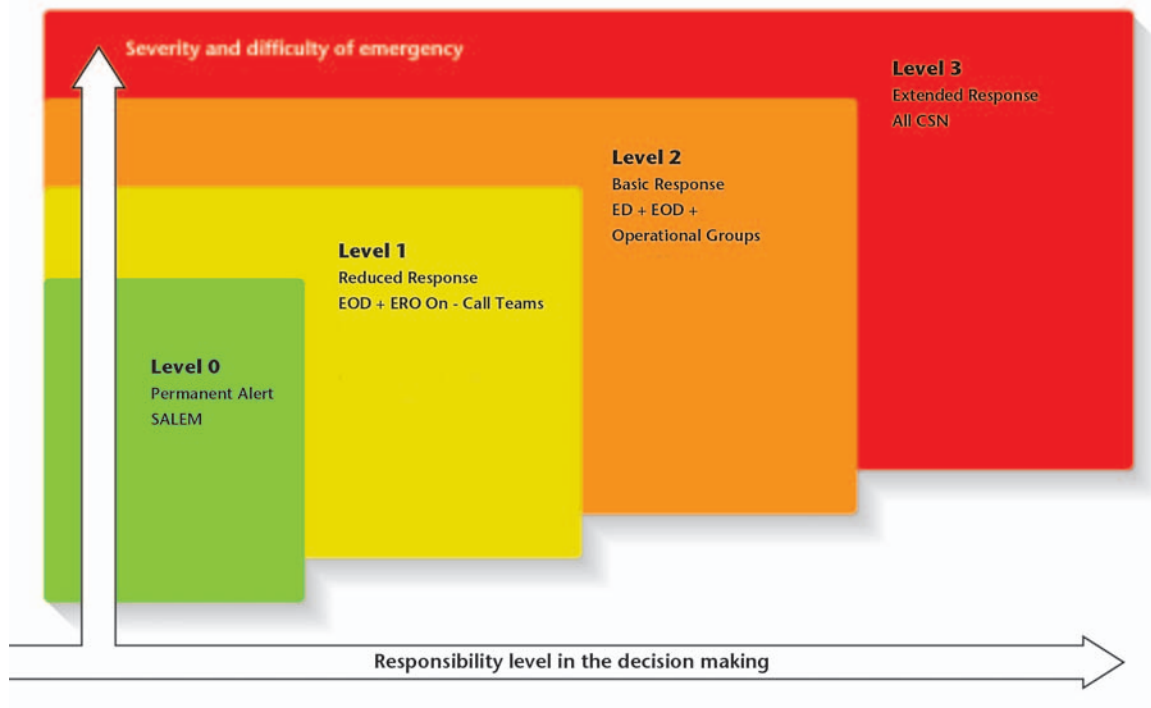 Severity and difficulty of emergency
Level 3
Extended Response
All CSN
Level 2
Basic Response
ED + EOD +
Operational Groups
Level 1
Reduced Response
EOD + ERO On - Call Teams
Level 0
Permanent Alert
SALEM
Responsibility level in the decision making